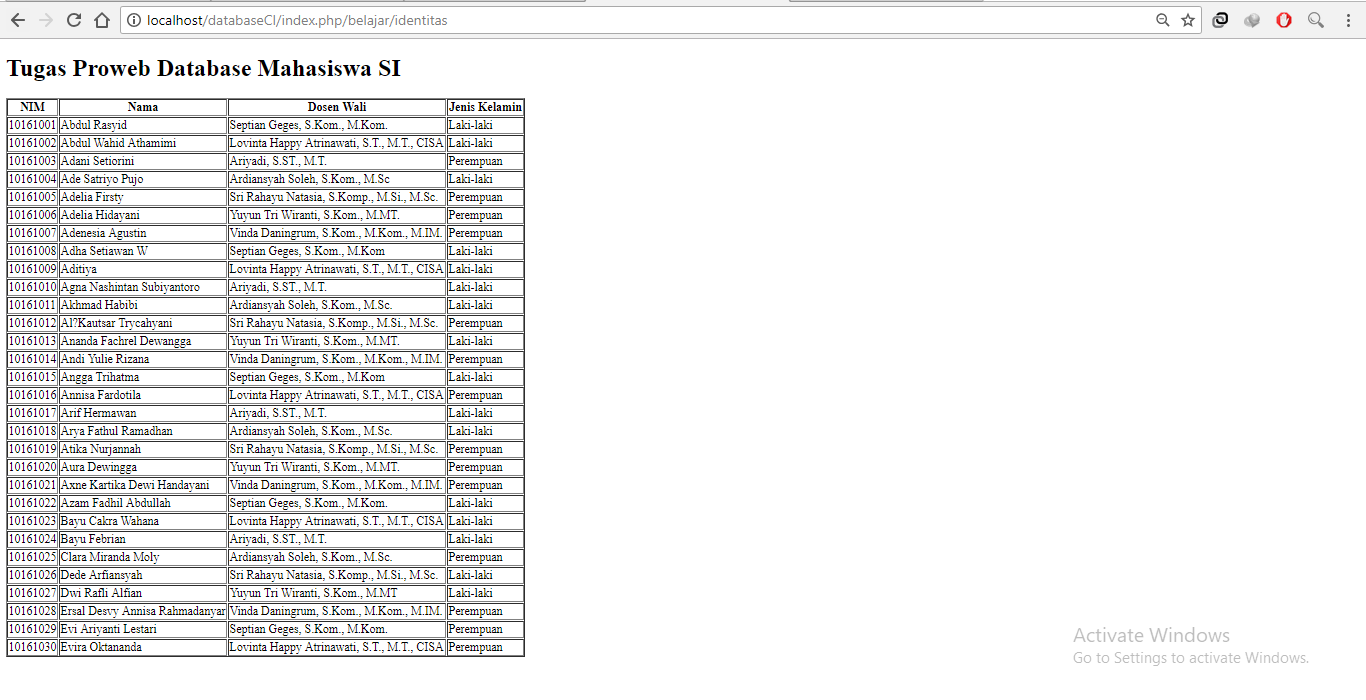 localhost/databaseCI/index.php/belajar/identitas
Tugas Proweb Database Mahasiswa SI
NIM Nama Dosen Wali Jenis Kelamin
10161001 Abdul Rasyid Septian Geges, S.Kom., M.Kom. Laki-laki
10161002 Abdul Wahid Athamimi Lovinta Happy Atrinawati, S.T., M.T., CISA Laki-laki
10161003 Adani Setiorini Ariyadi, S.ST., M.T. Perempuan
10161004 Ade Satriyo Pujo Ardiansyah Soleh, S.Kom., M.Sc Laki-laki
10161005 Adelia Firsty Sri Rahayu Natasia, S.Komp., M.Si., M.Sc. Perempuan
10161006 Adelia Hidayani Yuyun Tri Wiranti, S.Kom., M.MT. Perempuan
10161007 Adenesia Agustin Vinda Daningrum, S.Kom., M.Kom., M.IM. Perempuan
10161008 Adha Setiawan W Septian Geges, S.Kom., M.Kom Laki-laki
10161009 Aditiya Lovinta Happy Atrinawati, S.T., M.T., CISA Laki-laki
10161010 Agna Nashintan Subiyantoro Ariyadi, S.ST., M.T. Laki-laki
10161011 Akhmad Habibi Ardiansyah Soleh, S.Kom., M.Sc. Laki-laki
10161012 Al?Kautsar Trycahyani Sri Rahayu Natasia, S.Komp., M.Si., M.Sc. Perempuan
10161013 Ananda Fachrel Dewangga Yuyun Tri Wiranti, S.Kom., M.MT. Laki-laki
10161014 Andi Yulie Rizana Vinda Daningrum, S.Kom., M.Kom., M.IM. Perempuan
10161015 Angga Trihatma Septian Geges, S.Kom., M.Kom Laki-laki
10161016 Annisa Fardotila Lovinta Happy Atrinawati, S.T., M.T., CISA Perempuan
10161017 Arif Hermawan Ariyadi, S.ST., M.T. Laki-laki
10161018 Arya Fathul Ramadhan Ardiansyah Soleh, S.Kom., M.Sc. Laki-laki
10161019 Atika Nurjannah Sri Rahayu Natasia, S.Komp., M.Si., M.Sc. Perempuan
10161020 Aura Dewingga Yuyun Tri Wiranti, S.Kom., M.MT. Perempuan
10161021 Axne Kartika Dewi Handayani Vinda Daningrum, S.Kom., M.Kom., M.IM. Perempuan
10161022 Azam Fadhil Abdullah Septian Geges, S.Kom., M.Kom. Laki-laki
10161023 Bayu Cakra Wahana Lovinta Happy Atrinawati, S.T., M.T., CISA Laki-laki
10161024 Bayu Febrian Ariyadi, S.ST., M.T. Laki-laki
10161025 Clara Miranda Moly Ardiansyah Soleh, S.Kom., M.Sc. Perempuan
10161026 Dede Arfiansyah Sri Rahayu Natasia, S.Komp., M.Si., M.Sc. Laki-laki
10161027 Dwi Rafli Alfian Yuyun Tri Wiranti, S.Kom., M.MT Laki-laki
10161028 Ersal Desvy Annisa Rahmadanyar Vinda Daningrum, S.Kom., M.Kom., M.IM. Perempuan
10161029 Evi Ariyanti Lestari Septian Geges, S.Kom., M.Kom. Perempuan
10161030 Evira Oktananda Lovinta Happy Atrinawati, S.T., M.T., CISA Perempuan
Activate Windows
Go to Settings to activate Windows.